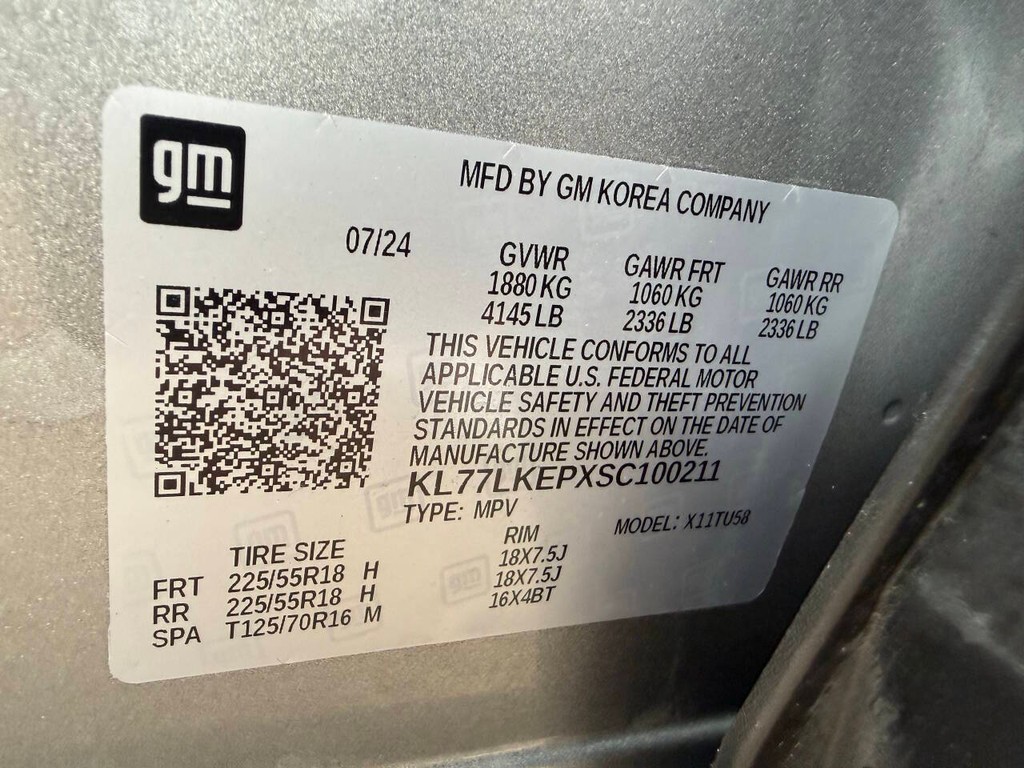 gm
MFD BY GM KOREA COMPANY
07/24
GVWR GAWR FRT GAWR RR
1880 KG 1060 KG 1060 KG
4145 LB 2336 LB 2336 LB
THIS VEHICLE CONFORMS TO ALL
APPLICABLE U.S. FEDERAL MOTOR
VEHICLE SAFETY AND THEFT PREVENTION
STANDARDS IN EFFECT ON THE DATE OF
MANUFACTURE SHOWN ABOVE.
KL77LKEPXSC100211
TYPE: MPV MODEL: X11TU58
TIRE SIZE RIM
FRT 225/55R18 H 18X7.5J
RR 225/55R18 H 18X7.5J
SPA T125/70R16 M 16X4BT